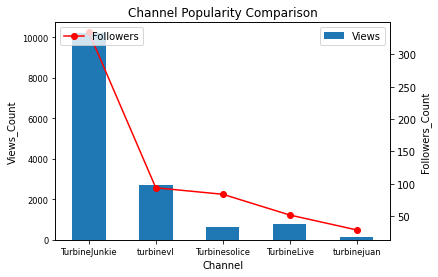 Channel Popularity Comparison
Followers
Views
10000
8000
6000
4000
2000
0
Views_Count
300
250
200
150
100
50
Followers_Count
TurbineJunkie
turbinevl
Turbinesolice
TurbineLive
turbinejuan
Channel